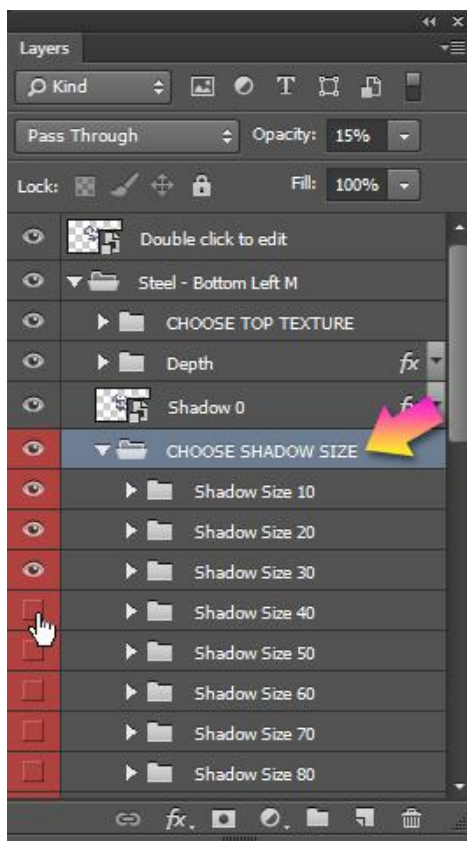 Layers
Kind
Pass Through Opacity: 15%
Lock: Fill: 100%
Double click to edit
Steel - Bottom Left M
CHOOSE TOP TEXTURE
Depth fx
Shadow 0
CHOOSE SHADOW SIZE
Shadow Size 10
Shadow Size 20
Shadow Size 30
Shadow Size 40
Shadow Size 50
Shadow Size 60
Shadow Size 70
Shadow Size 80
fx